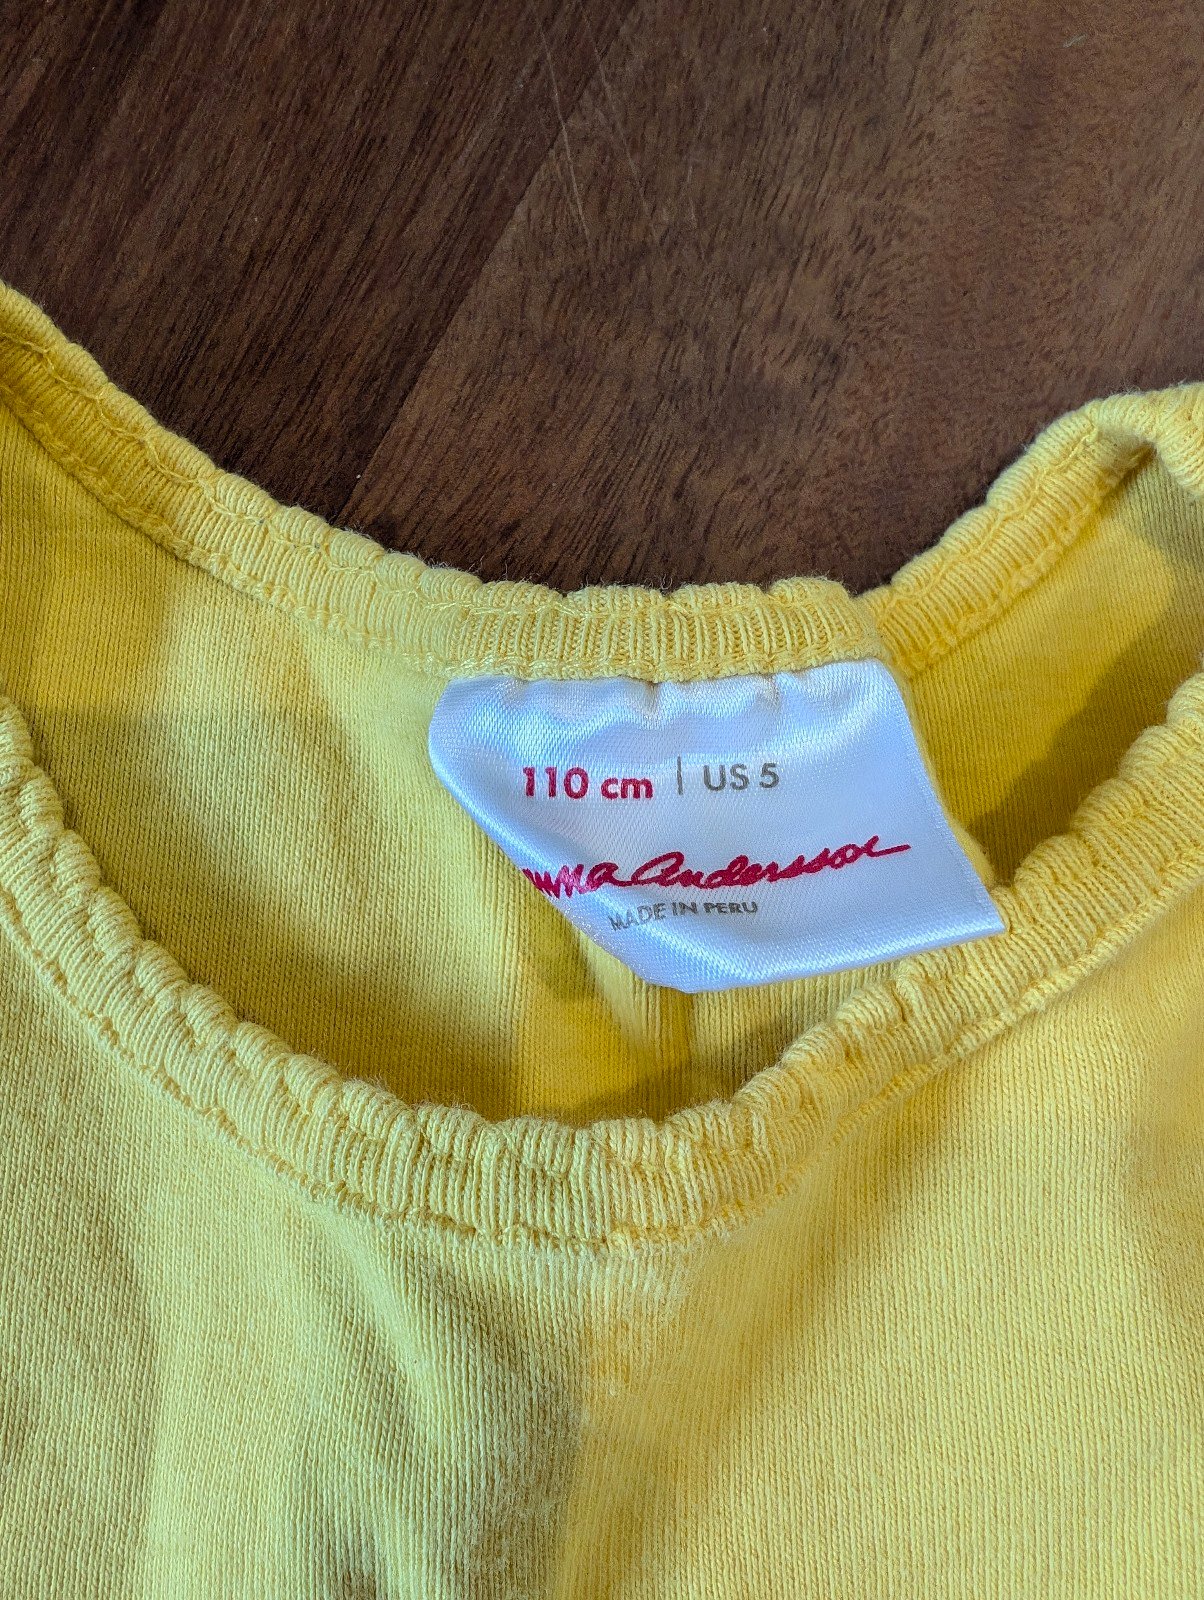 110 cm | US 5
Andersson
MADE IN PERU